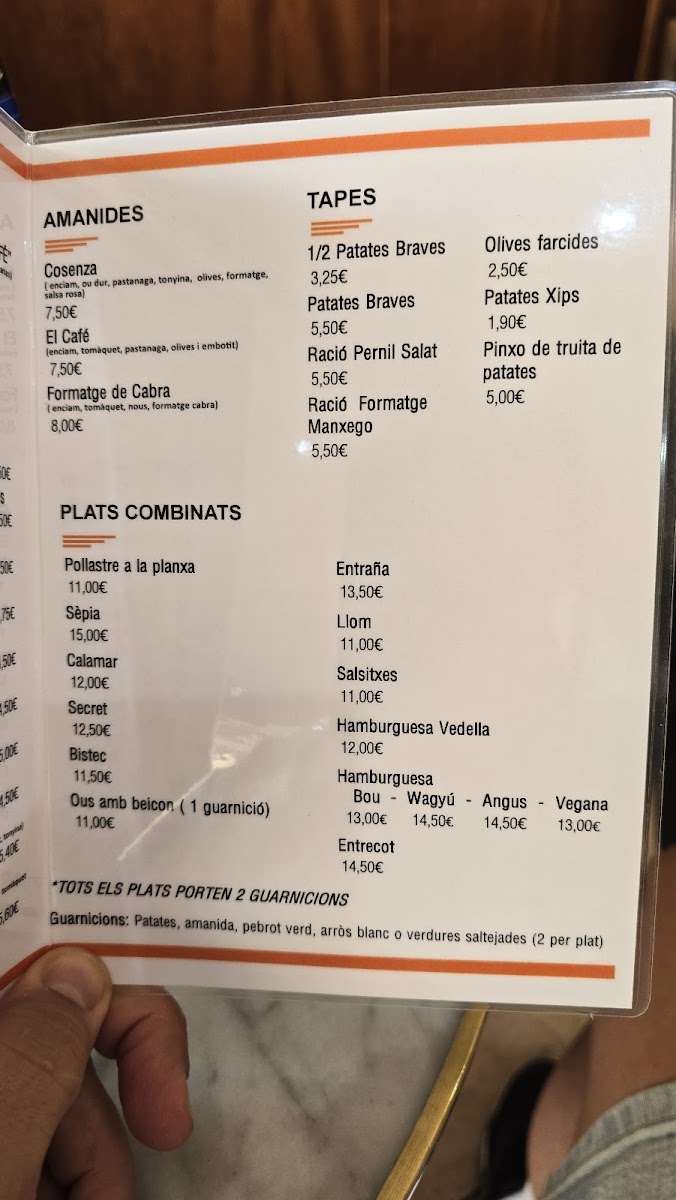 AMANIDES
Cosenza
( enciam, ou dur, pastanaga, tonyina, olives, formatge,
salsa rosa)
7,50€
El Café
(enciam, tomàquet, pastanaga, olives i embotit)
7,50€
Formatge de Cabra
( enciam, tomàquet, nous, formatge cabra)
8,00€
TAPES
1/2 Patates Braves
3,25€
Patates Braves
5,50€
Ració Pernil Salat
5,50€
Ració Formatge
Manxego
5,50€
Olives farcides
2,50€
Patates Xips
1,90€
Pinxo de truita de
patates
5,00€
PLATS COMBINATS
Pollastre a la planxa
11,00€
Sèpia
15,00€
Calamar
12,00€
Secret
12,50€
Bistec
11,50€
Ous amb beicon ( 1 guarnició)
11,00€
Entraña
13,50€
Llom
11,00€
Salsitxes
11,00€
Hamburguesa Vedella
12,00€
Hamburguesa
Bou - Wagyú - Angus - Vegana
13,00€ 14,50€ 14,50€ 13,00€
Entrecot
14,50€
*TOTS ELS PLATS PORTEN 2 GUARNICIONS
Guarnicions: Patates, amanida, pebrot verd, arròs blanc o verdures saltejades (2 per plat)